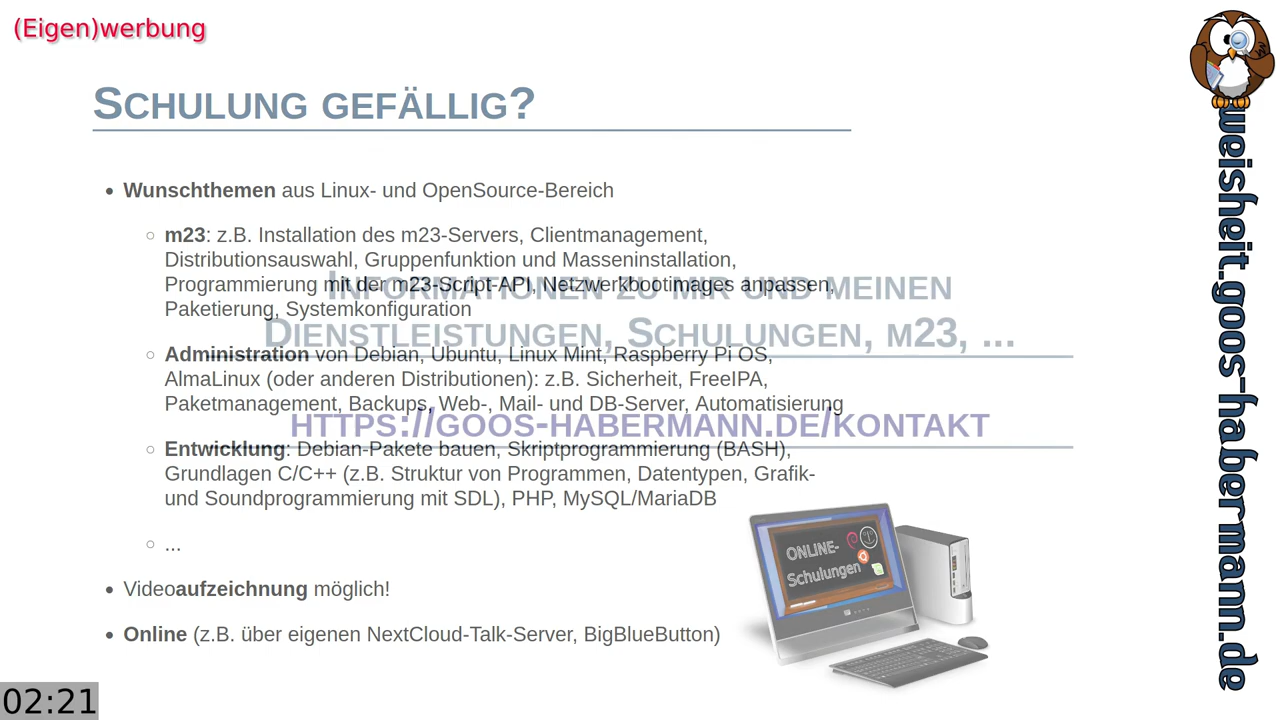 (Eigen)werbung
SCHULUNG GEFÄLLIG?
• Wunschthemen aus Linux- und OpenSource-Bereich
○ m23: z.B. Installation des m23-Servers, Clientmanagement,
Distributionsauswahl, Gruppenfunktion und Masseninstallation,
Programmierung mit der m23-Script-API, Netzwerkbootimages anpassen,
Paketierung, Systemkonfiguration
○ Administration von Debian, Ubuntu, Linux Mint, Raspberry Pi OS,
AlmaLinux (oder anderen Distributionen): z.B. Sicherheit, FreeIPA,
Paketmanagement, Backups, Web-, Mail- und DB-Server, Automatisierung
○ Entwicklung: Debian-Pakete bauen, Skriptprogrammierung (BASH),
Grundlagen C/C++ (z.B. Struktur von Programmen, Datentypen, Grafik-
und Soundprogrammierung mit SDL), PHP, MySQL/MariaDB
○ ...
• Videoaufzeichnung möglich!
• Online (z.B. über eigenen NextCloud-Talk-Server, BigBlueButton)
INFORMATIONEN ZU MIR UND MEINEN
DIENSTLEISTUNGEN, SCHULUNGEN, M23, ...
HTTPS://GOOS-HABERMANN.DE/KONTAKT
ONLINE-
Schulungen
weisheit.goos-habermann.de
02:21